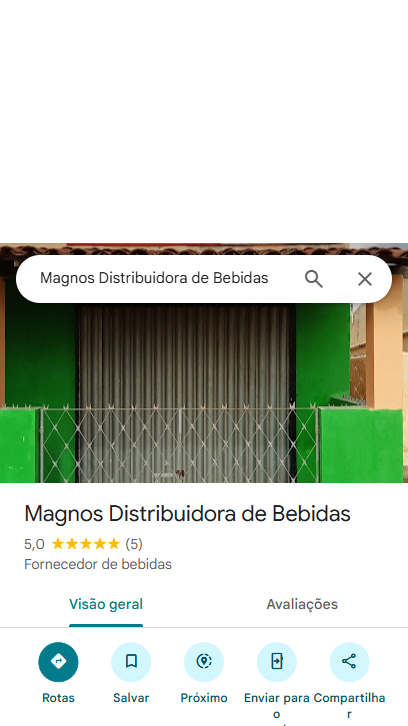 Magnos Distribuidora de Bebidas
Magnos Distribuidora de Bebidas
5,0 (5)
Fornecedor de bebidas
Visão geral Avaliações
Rotas Salvar Próximo Enviar para Compartilha
o r